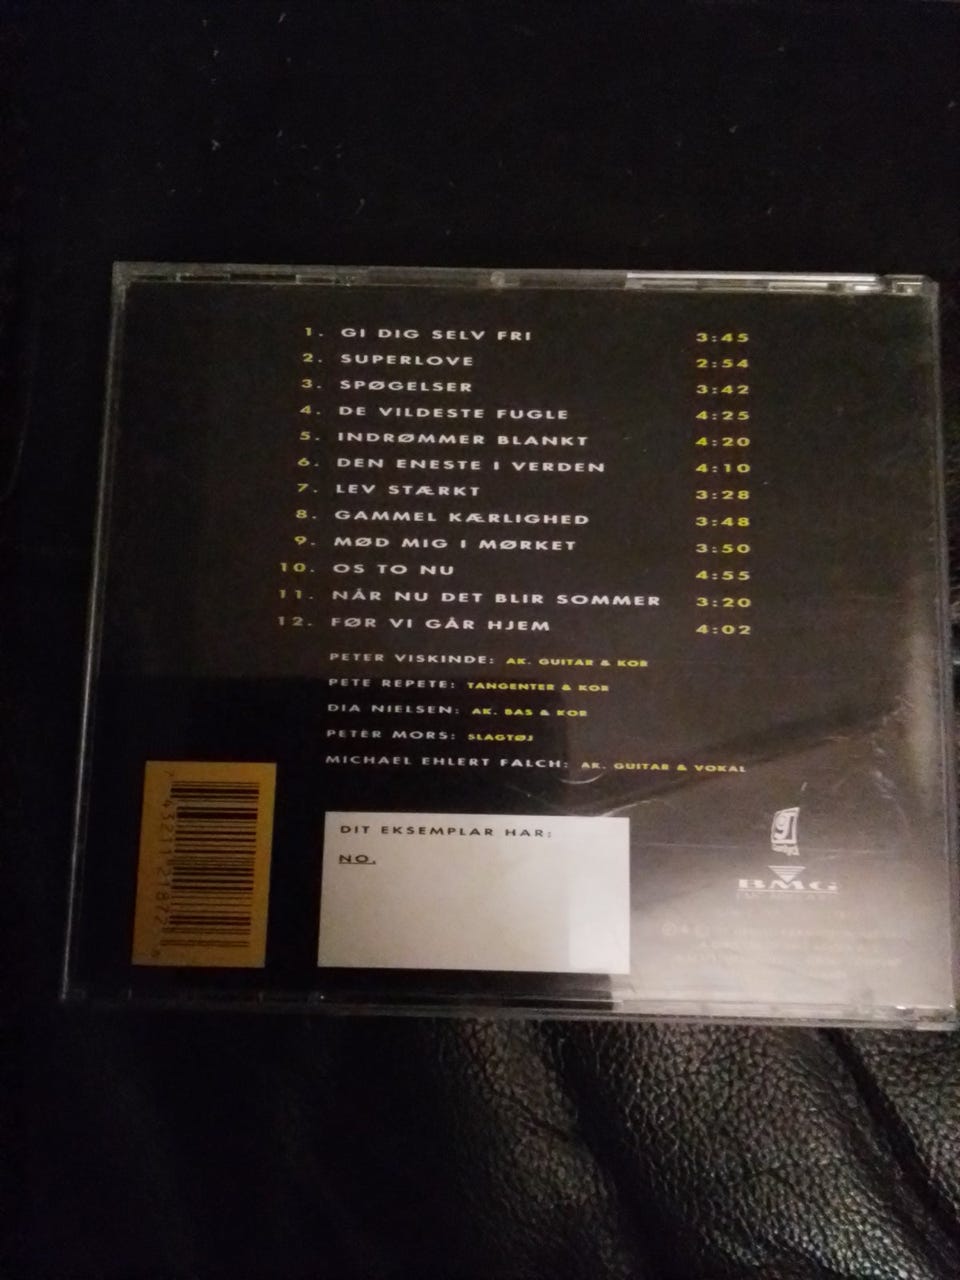 1. GI DIG SELV FRI 3:45
2. SUPERLOVE 2:54
3. SPØGELSER 3:42
4. DE VILDESTE FUGLE 4:25
5. INDRØMMER BLANKT 4:20
6. DEN ENESTE I VERDEN 4:10
7. LEV STÆRKT 3:28
8. GAMMEL KÆRLIGHED 3:48
9. MØD MIG I MØRKET 3:50
10. OS TO NU 4:55
11. NÅR NU DET BLIR SOMMER 3:20
12. FØR VI GÅR HJEM 4:02
PETER VISKINDE: AK. GUITAR & KOR
PETE REPETE: TANGENTER & KOR
DIA NIELSEN: AK. BAS & KOR
PETER MORS: SLAGTØJ
MICHAEL EHLERT FALCH: AK. GUITAR & VOKAL
DIT EKSEMPLAR HAR:
NO.
BMG